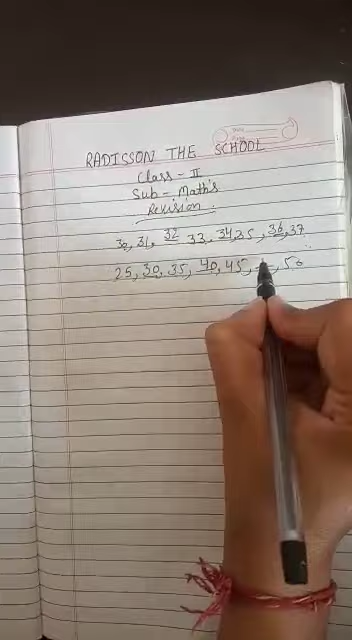 RADISSON THE SCHOOL
Class - II
Sub - Math's
Revision
30, 31, 32 33, 34, 35, 36, 37
25, 30, 35, 40, 45, , 50